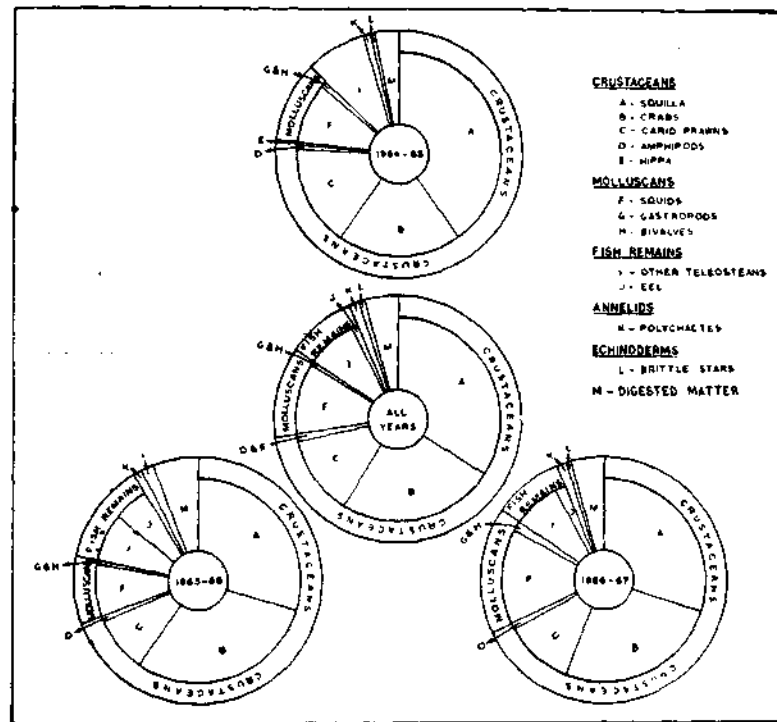 K L
G&H
MOLLUSCANS
I M
CRUSTACEANS
F
A
E
D
1964-65
C
B
CRUSTACEANS
CRUSTACEANS
A - SQUILLA
B - CRABS
C - CARID PRAWNS
D - AMPHIPODS
E - HIPPA
MOLLUSCANS
F - SQUIDS
G - GASTROPODS
H - BIVALVES
FISH REMAINS
I - OTHER TELEOSTEANS
J - EEL
ANNELIDS
K - POLYCHAETES
ECHINODERMS
L - BRITTLE STARS
M - DIGESTED MATTER
J K L
FISH
REMAINS
G&H
MOLLUSCANS
I M
CRUSTACEANS
A
F
ALL
YEARS
D&E
C
B
CRUSTACEANS
K L
FISH REMAINS
J M
CRUSTACEANS
I
A
G&H
MOLLUSCANS
F
1965-66
D
C
B
CRUSTACEANS
K L
FISH
REMAINS
J M
CRUSTACEANS
I
G&H
A
MOLLUSCANS
F
1966-67
D
C
B
CRUSTACEANS